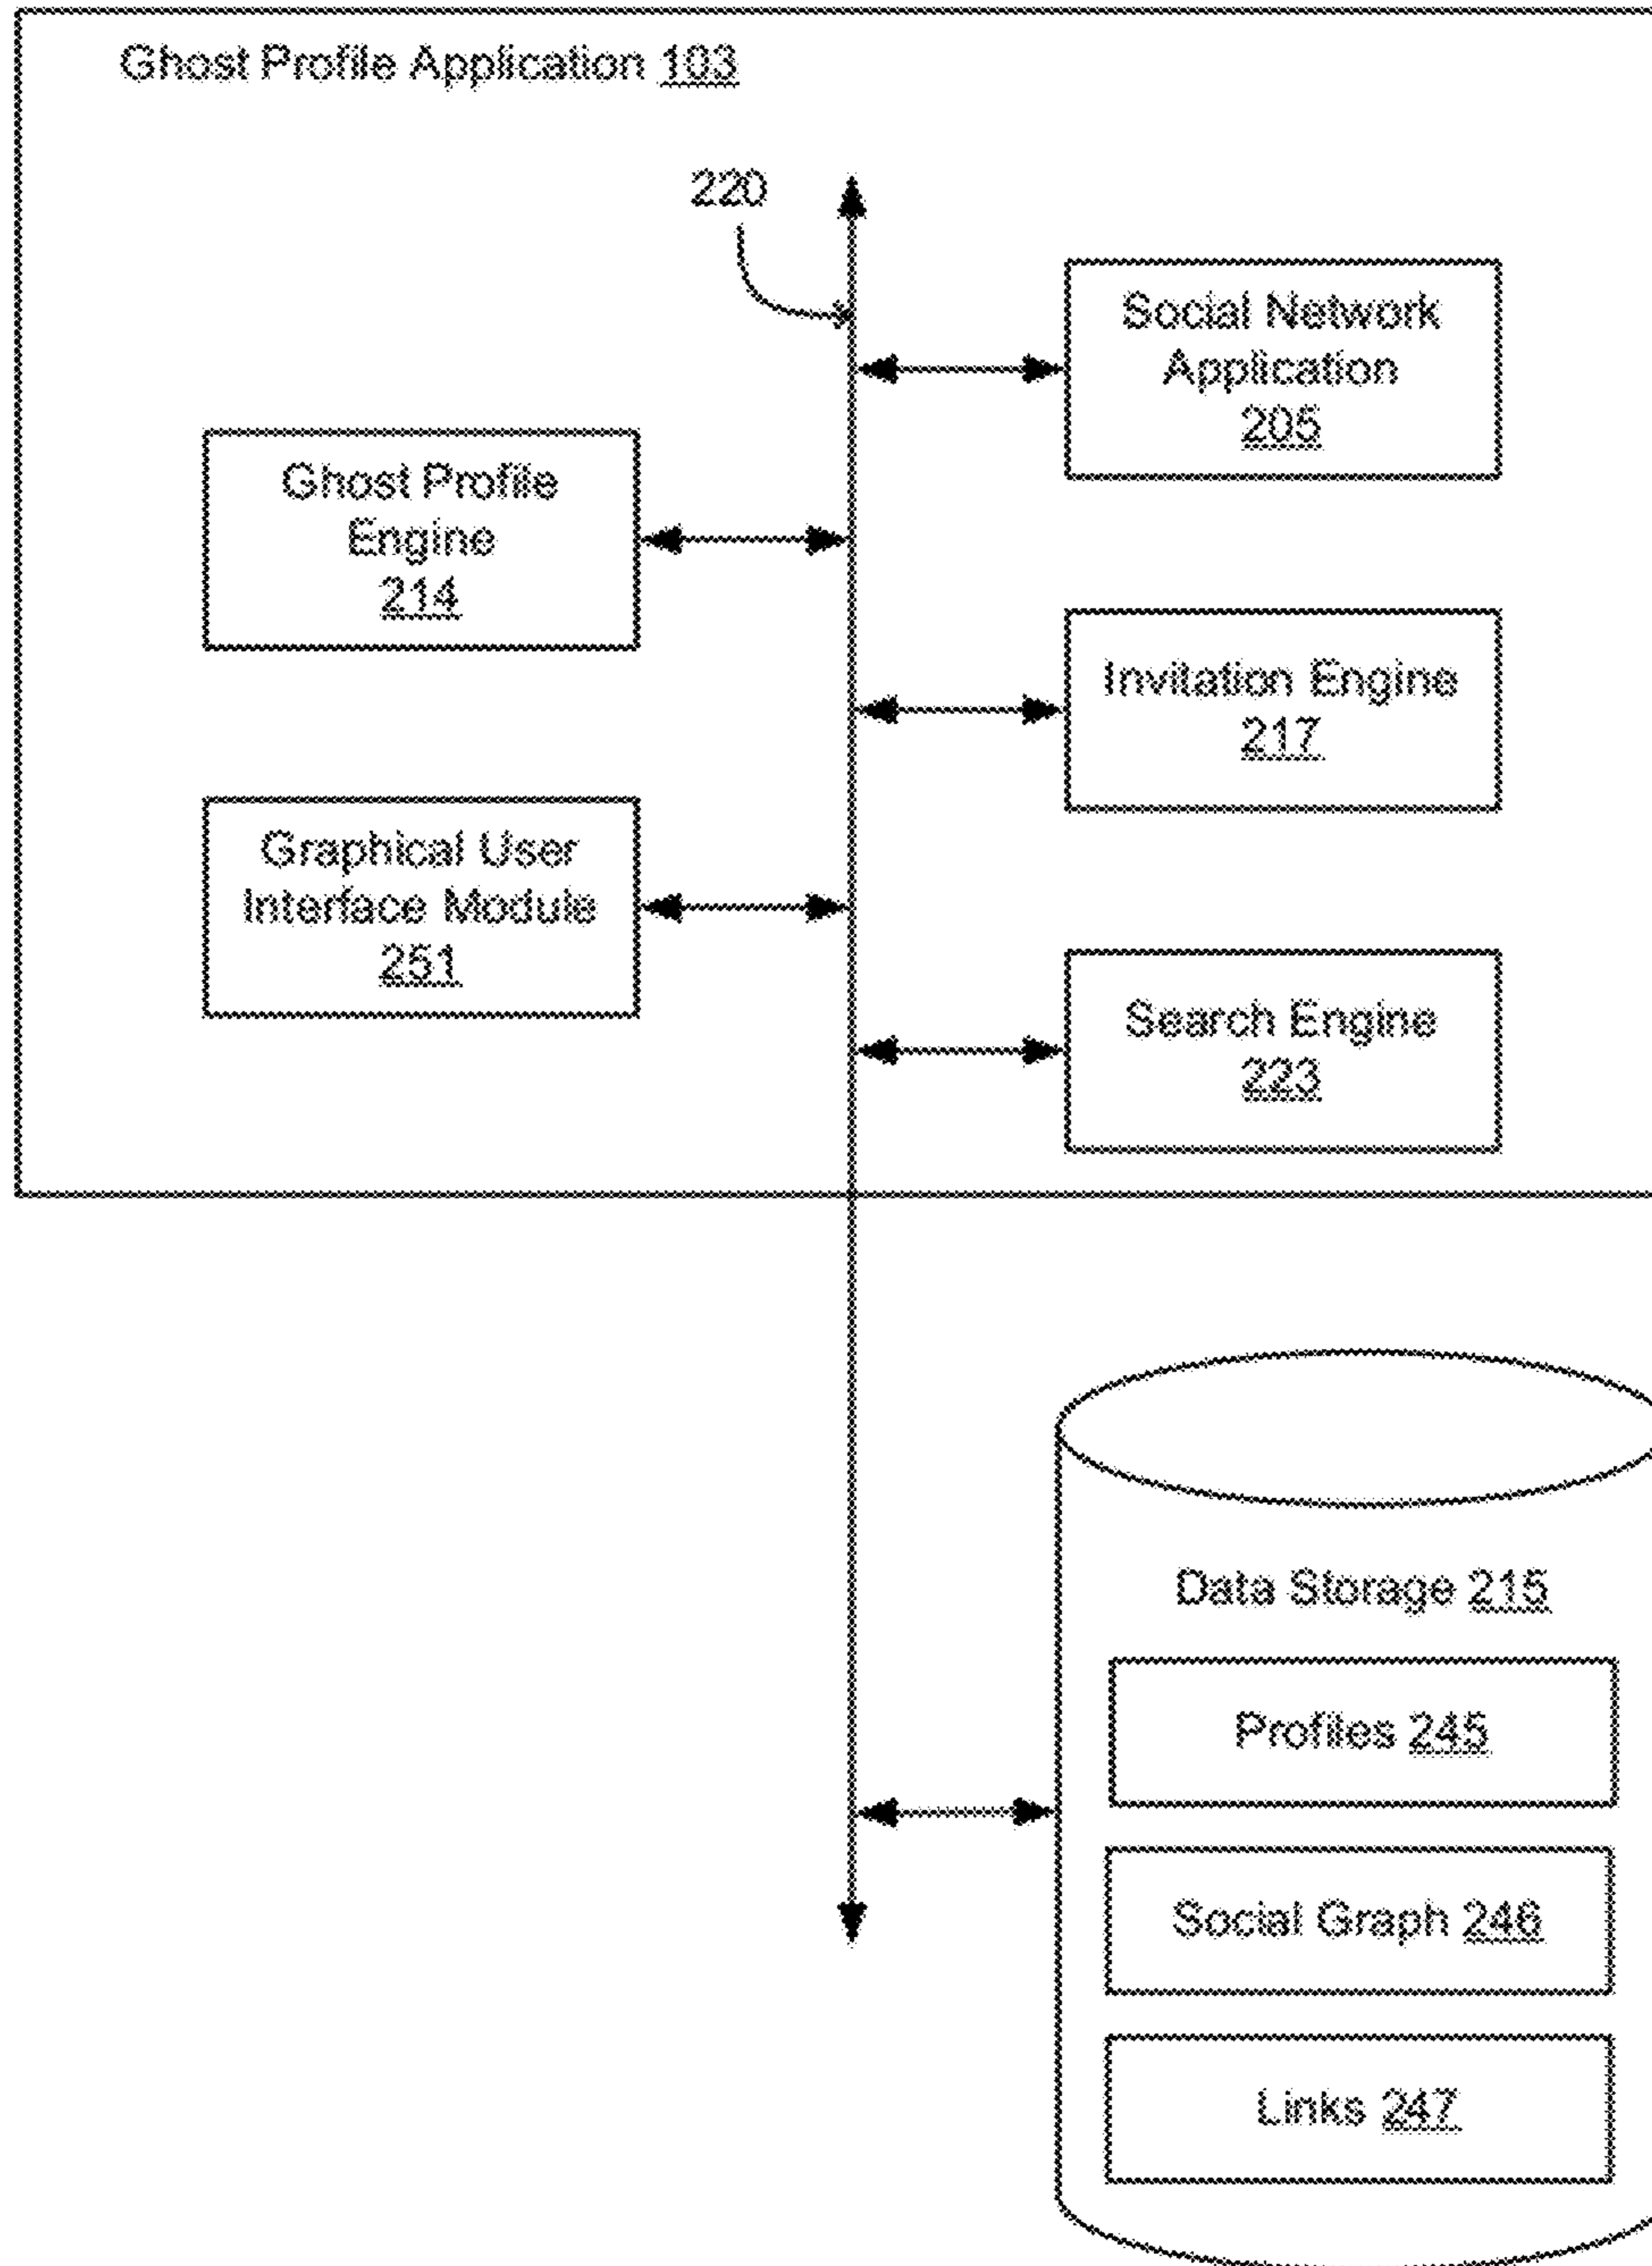 Ghost Profile Application 103
220
Social Network
Application
205
Ghost Profile
Engine
214
Invitation Engine
217
Graphical User
Interface Module
251
Search Engine
223
Data Storage 215
Profiles 245
Social Graph 246
Links 247